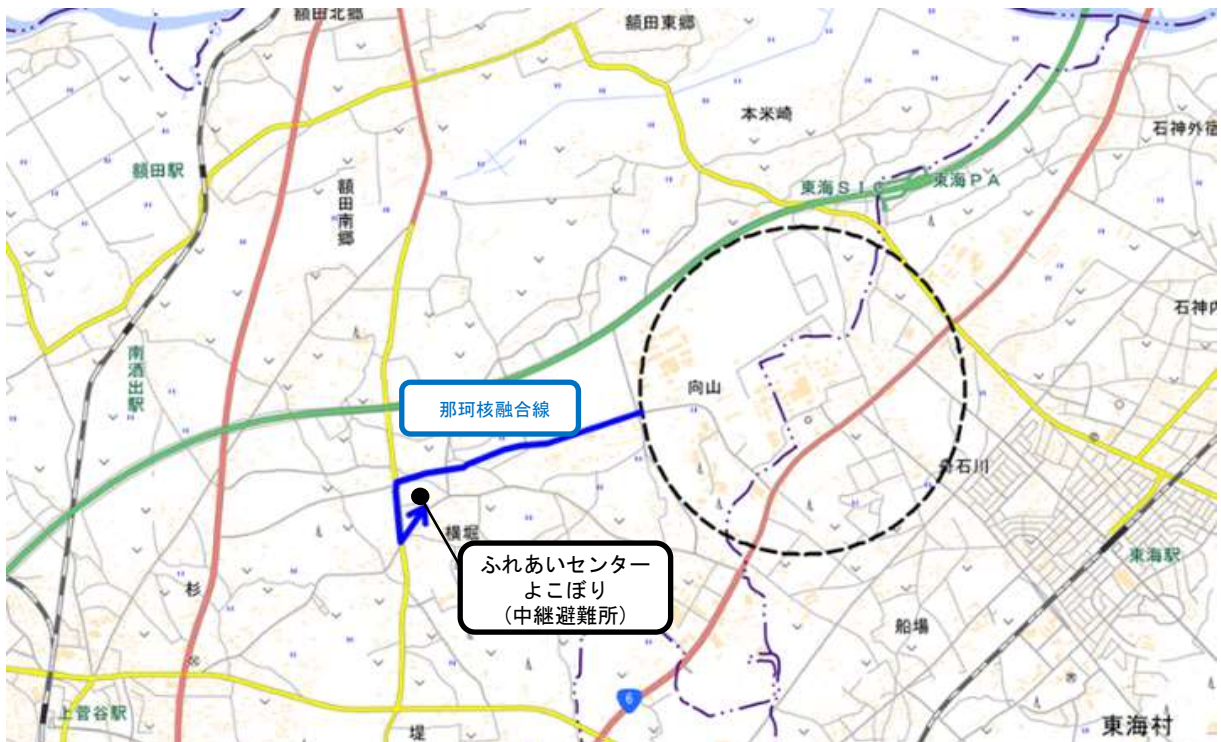 額田北郷
額田東郷
本米崎
石神外宿
額田駅
東海SIC
東海PA
額田南郷
石神内
南酒出駅
向山
那珂核融合線
舟石川
横堀
ふれあいセンター
よこぼり
(中継避難所)
東海駅
杉
船場
6
上菅谷駅
堤
東海村